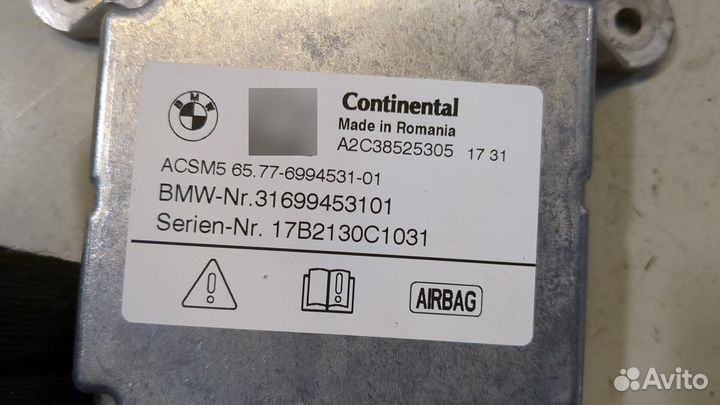 BMW
Continental
Made in Romania
A2C38525305 17 31
ACSM5 65.77-6994531-01
BMW-Nr.31699453101
Serien-Nr. 17B2130C1031
AIRBAG
Avito